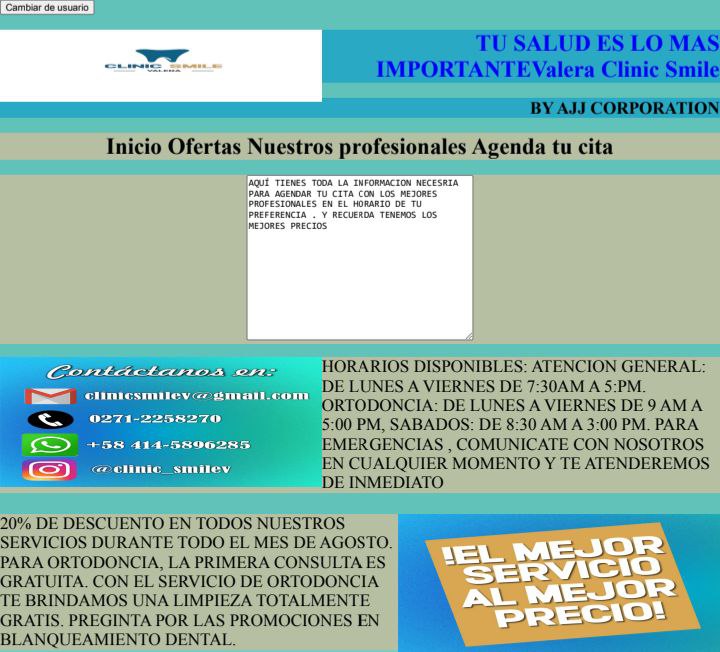 Cambiar de usuario
CLINIC SMILE
VALERA
TU SALUD ES LO MAS
IMPORTANTEValera Clinic Smile
BY AJJ CORPORATION
Inicio Ofertas Nuestros profesionales Agenda tu cita
AQUÍ TIENES TODA LA INFORMACION NECESRIA
PARA AGENDAR TU CITA CON LOS MEJORES
PROFESIONALES EN EL HORARIO DE TU
PREFERENCIA . Y RECUERDA TENEMOS LOS
MEJORES PRECIOS
Contáctanos en:
clinicsmilev@gmail.com
0271-2258270
+58 414-5896285
@clinic_smilev
HORARIOS DISPONIBLES: ATENCION GENERAL:
DE LUNES A VIERNES DE 7:30AM A 5:PM.
ORTODONCIA: DE LUNES A VIERNES DE 9 AM A
5:00 PM, SABADOS: DE 8:30 AM A 3:00 PM. PARA
EMERGENCIAS , COMUNICATE CON NOSOTROS
EN CUALQUIER MOMENTO Y TE ATENDEREMOS
DE INMEDIATO
20% DE DESCUENTO EN TODOS NUESTROS
SERVICIOS DURANTE TODO EL MES DE AGOSTO.
PARA ORTODONCIA, LA PRIMERA CONSULTA ES
GRATUITA. CON EL SERVICIO DE ORTODONCIA
TE BRINDAMOS UNA LIMPIEZA TOTALMENTE
GRATIS. PREGINTA POR LAS PROMOCIONES EN
BLANQUEAMIENTO DENTAL.
!EL MEJOR
SERVICIO
AL MEJOR
PRECIO!